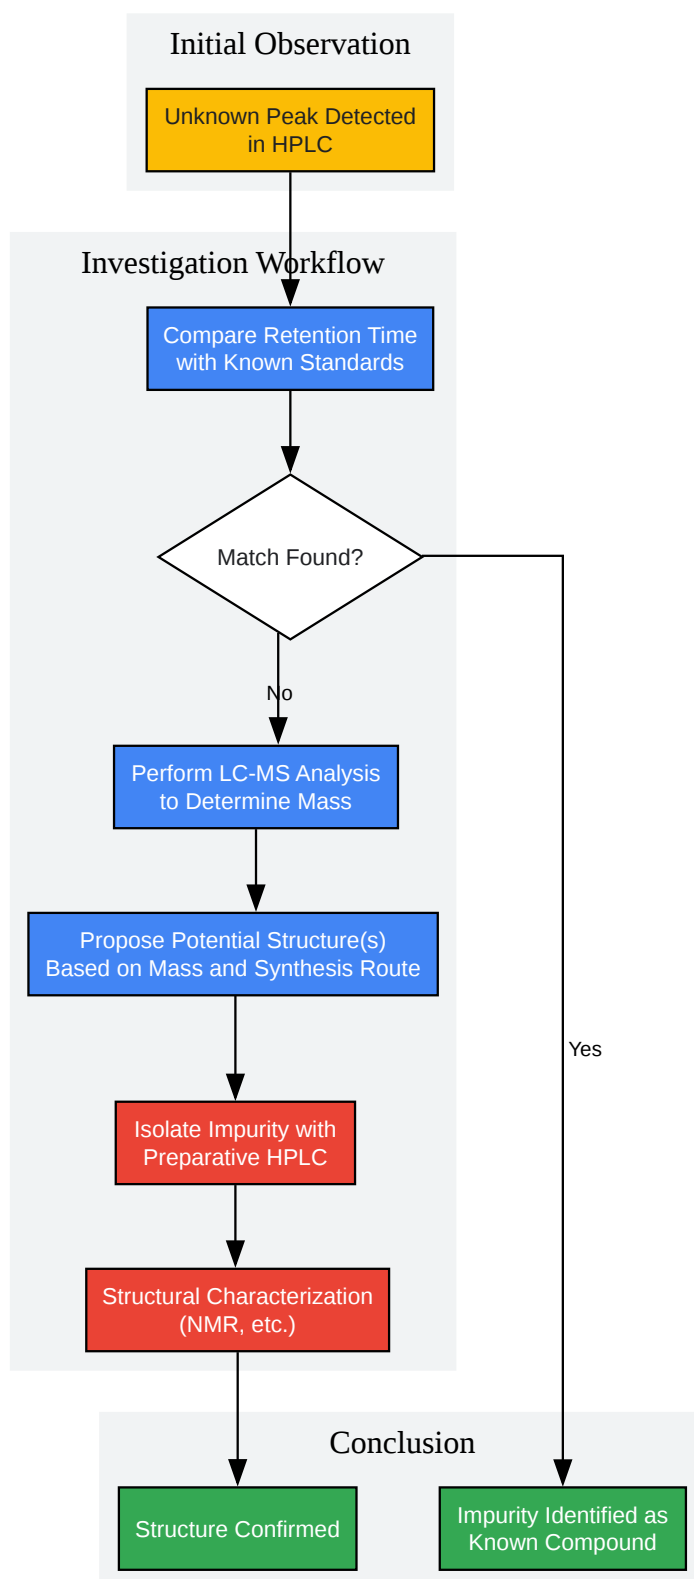 Initial Observation
Unknown Peak Detected
in HPLC
Investigation Workflow
Compare Retention Time
with Known Standards
Match Found?
No
Perform LC-MS Analysis
to Determine Mass
Propose Potential Structure(s)
Based on Mass and Synthesis Route
Yes
Isolate Impurity with
Preparative HPLC
Structural Characterization
(NMR, etc.)
Conclusion
Structure Confirmed
Impurity Identified as
Known Compound